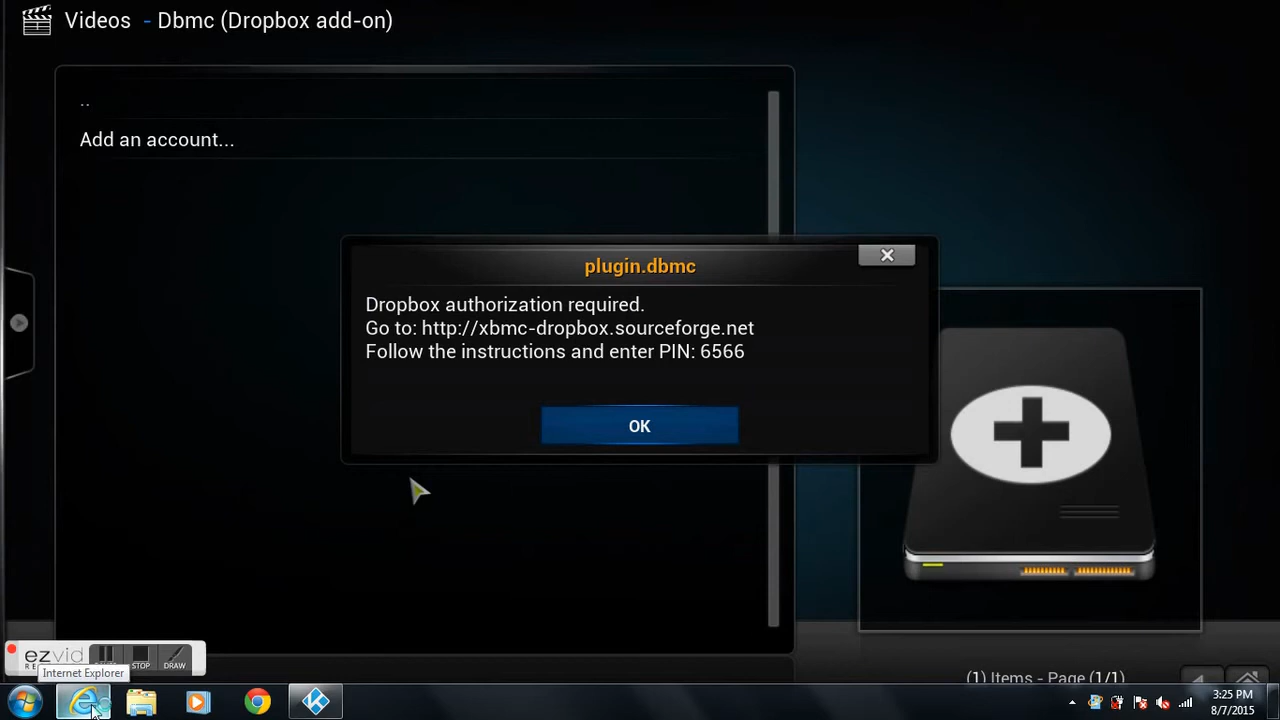 Videos - Dbmc (Dropbox add-on)
..
Add an account...
plugin.dbmc
Dropbox authorization required.
Go to: http://xbmc-dropbox.sourceforge.net
Follow the instructions and enter PIN: 6566
OK
ezvid
STOP
DRAW
Internet Explorer
(1) Items - Page (1/1)
3:25 PM
8/7/2015